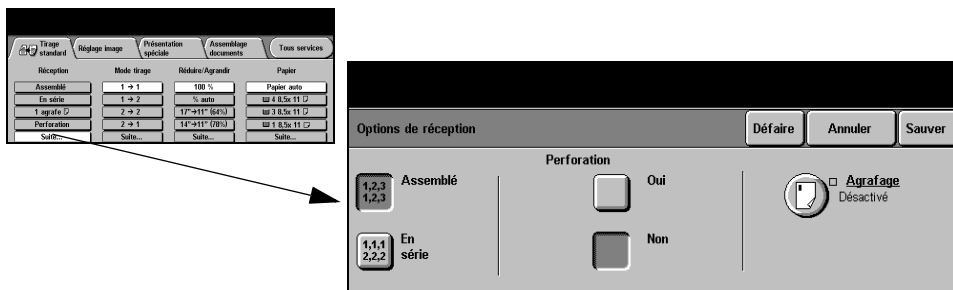 Tirage standard
Réglage image
Présentation spéciale
Assemblage documents
Tous services
Réception
Mode tirage
Réduire/Agrandir
Papier
Assemblé
1 → 1
100 %
Papier auto
En série
1 → 2
% auto
4 8,5x 11
1 agrafe
2 → 2
17"→11" (64%)
3 8,5x 11
Perforation
2 → 1
14"→11" (78%)
1 8,5x 11
Suite...
Suite...
Suite...
Suite...
Options de réception
Défaire
Annuler
Sauver
Perforation
1,2,3
1,2,3
Assemblé
Oui
Agrafage
Désactivé
1,1,1
2,2,2
En
série
Non